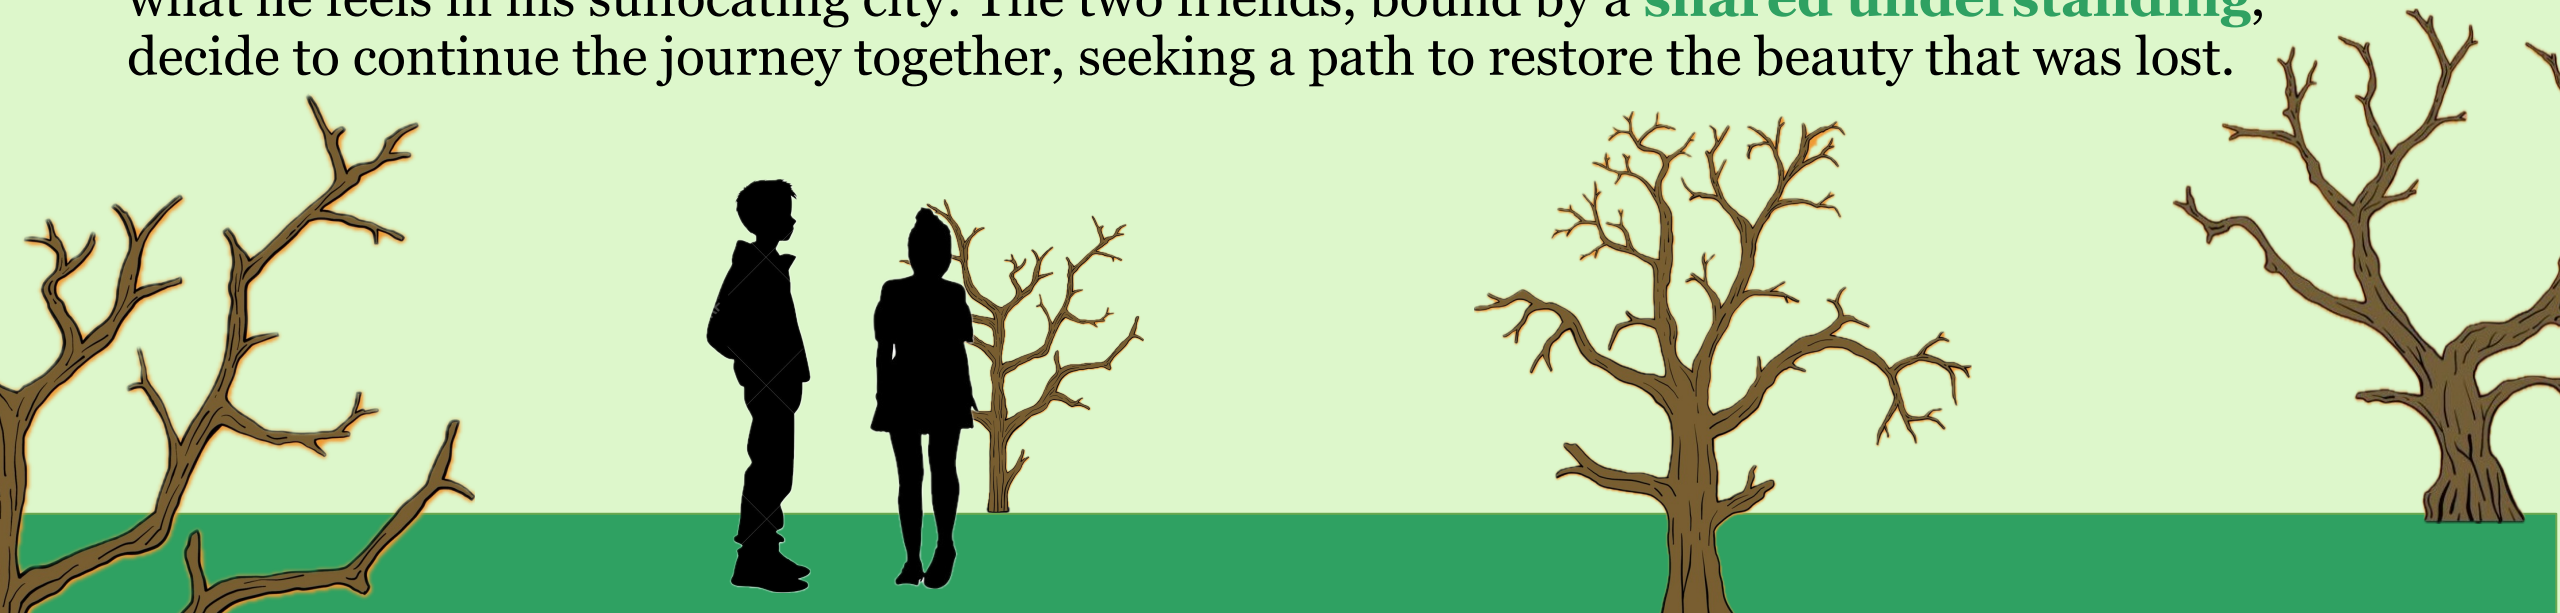 what he feels in his suffocating city. The two friends, bound by a shared understanding,
decide to continue the journey together, seeking a path to restore the beauty that was lost.